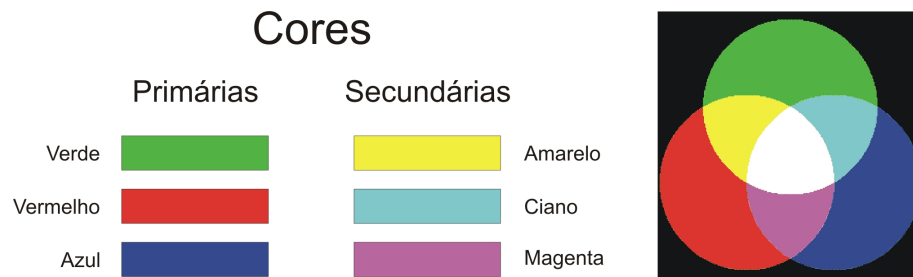 Cores
Primárias
Secundárias
Verde
Amarelo
Vermelho
Ciano
Azul
Magenta